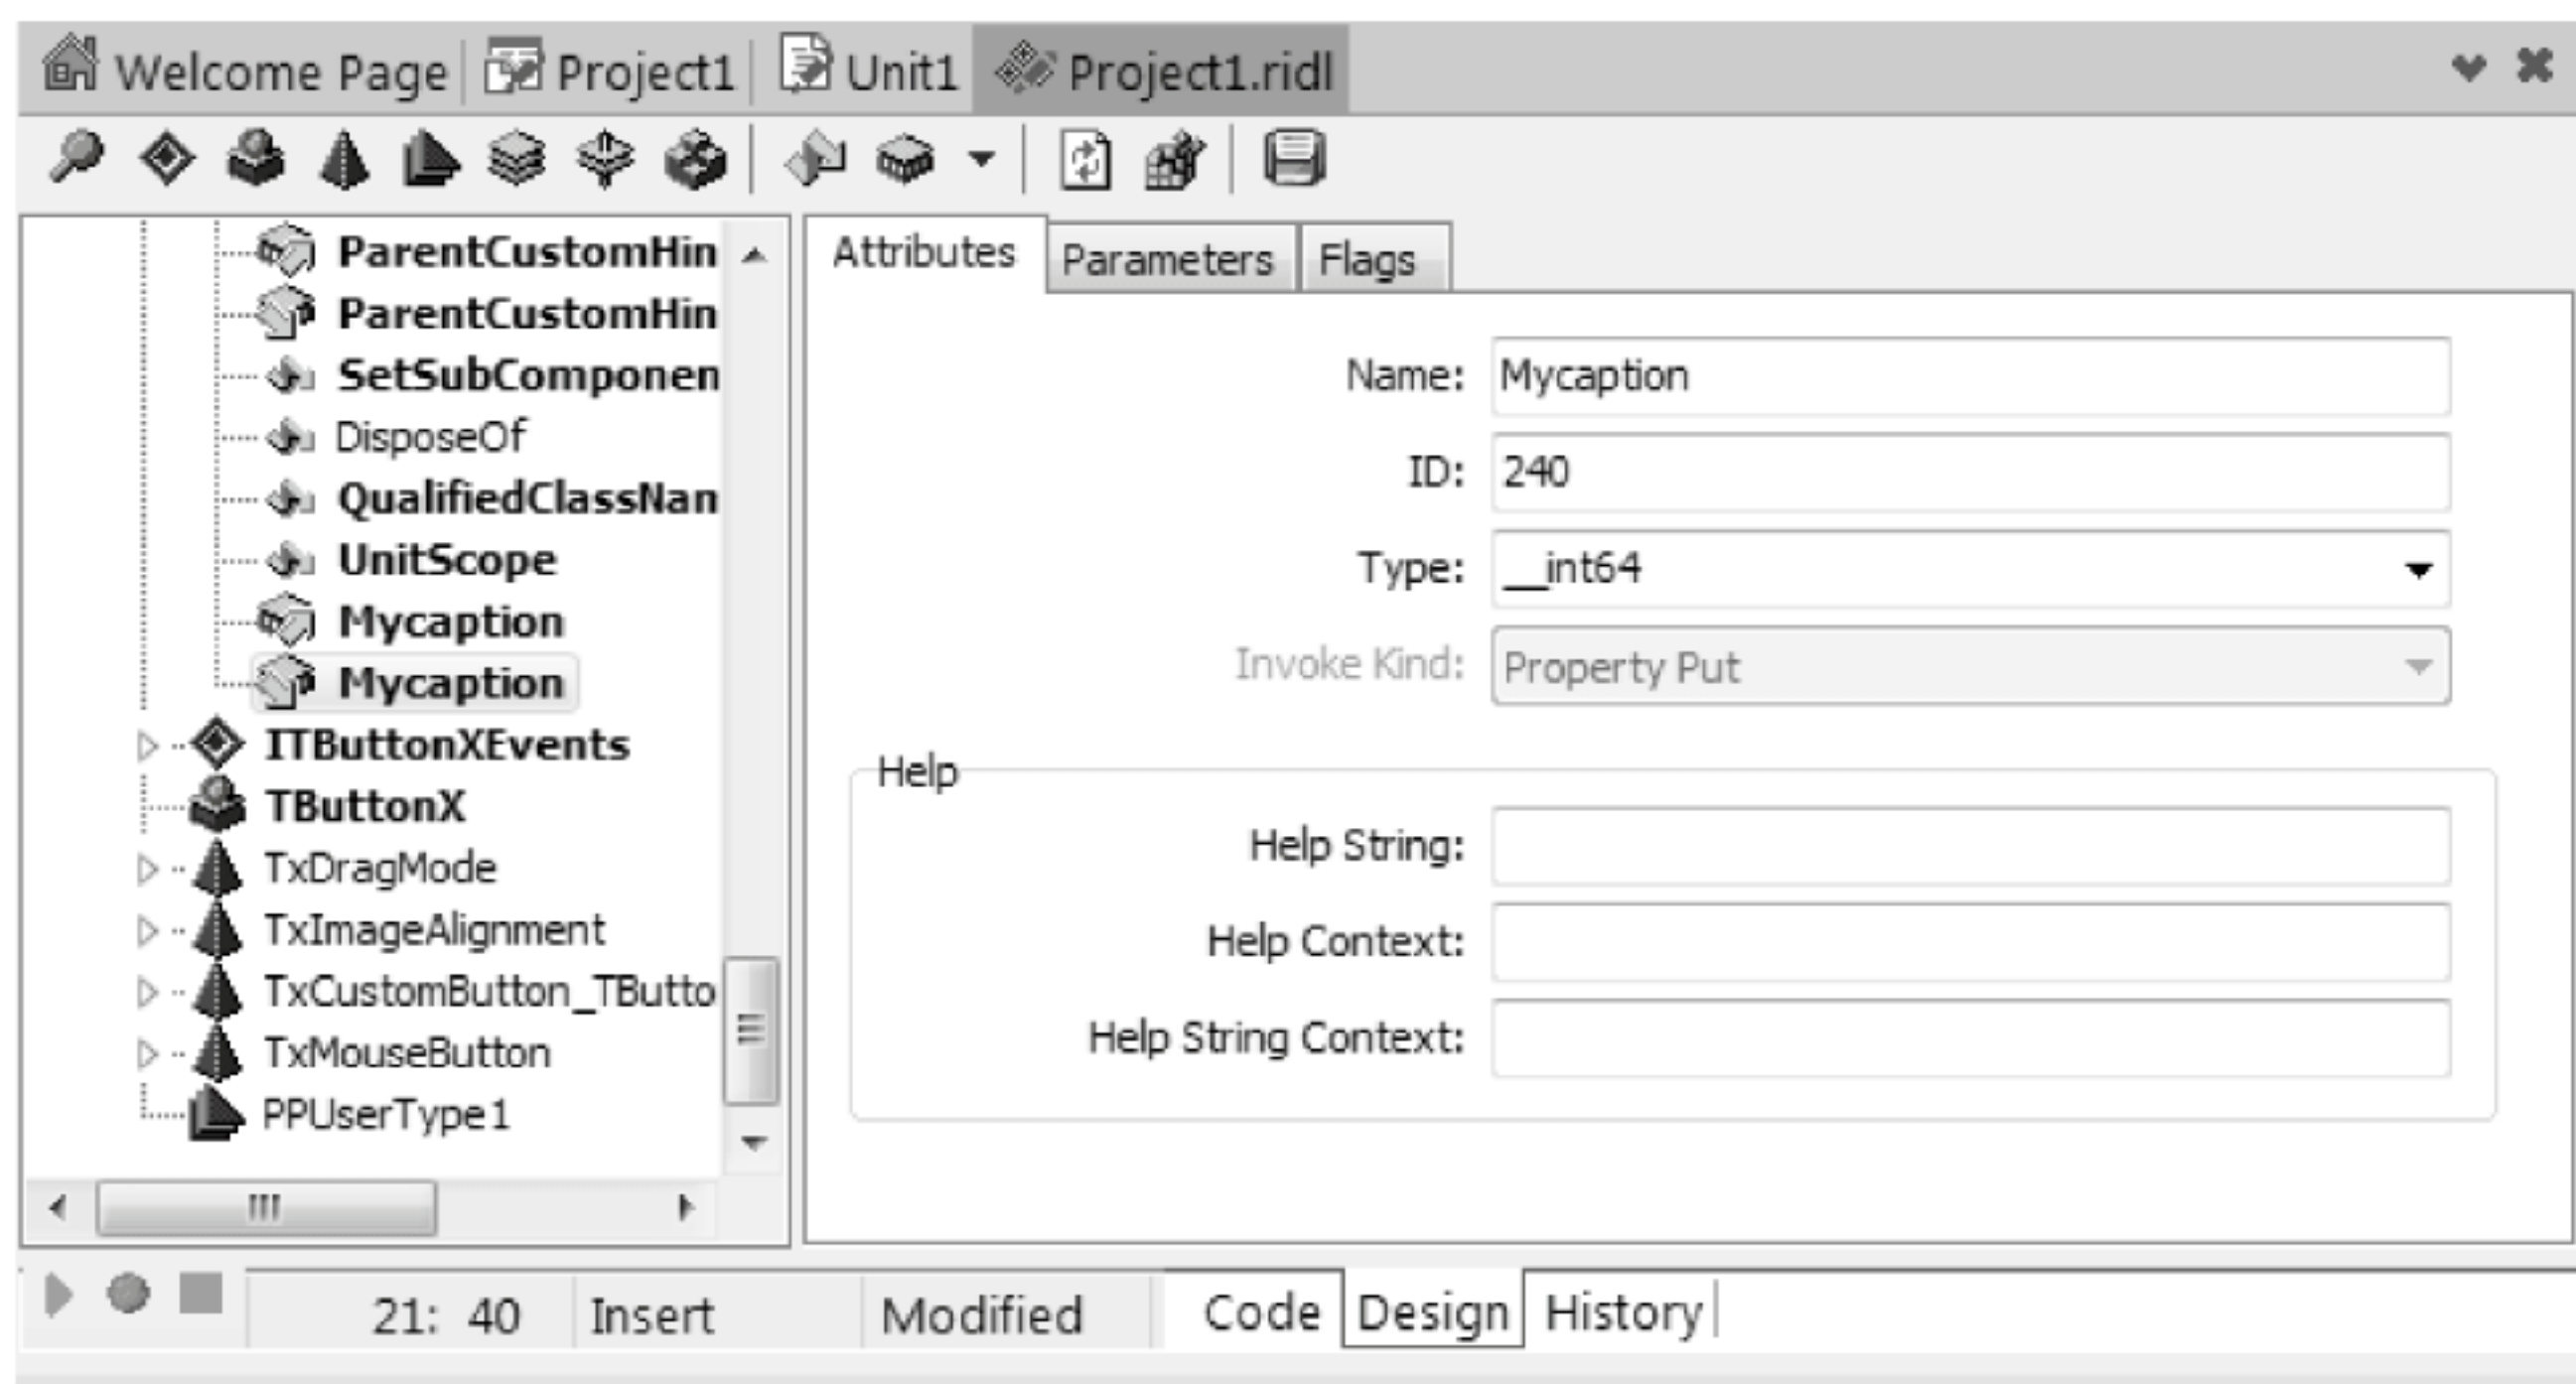 Welcome Page Project1 Unit1 Project1.ridl
ParentCustomHin
ParentCustomHin
SetSubComponen
DisposeOf
QualifiedClassNan
UnitScope
Mycaption
Mycaption
ITButtonXEvents
TButtonX
TxDragMode
TxImageAlignment
TxCustomButton_TButto
TxMouseButton
PPUserType1
Attributes Parameters Flags
Name: Mycaption
ID: 240
Type: __int64
Invoke Kind: Property Put
Help
Help String:
Help Context:
Help String Context:
21: 40 Insert Modified Code Design History